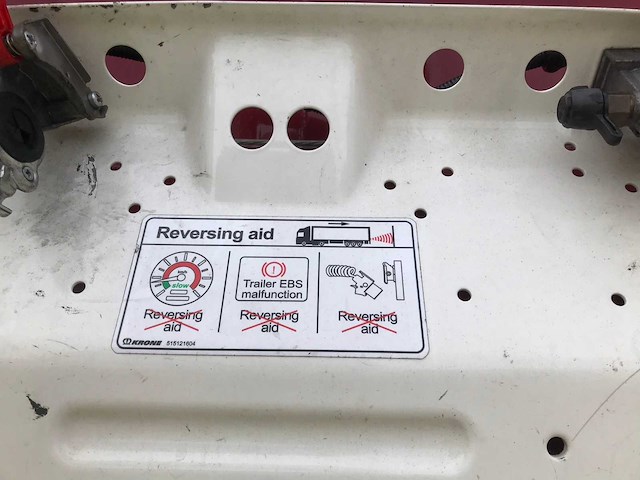 Reversing aid
slow
Trailer EBS
malfunction
Reversing
aid
Reversing
aid
Reversing
aid
KRONE 515121604